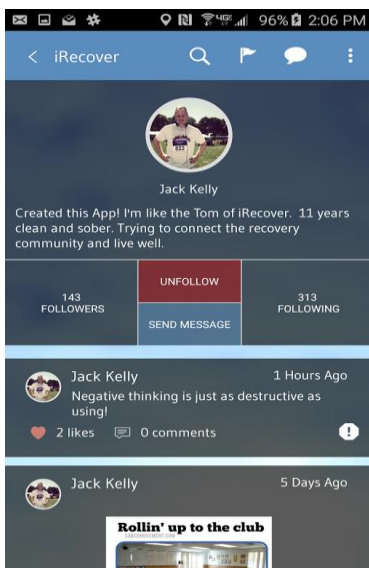 4G 96% 2:06 PM
iRecover
Jack Kelly
Created this App! I'm like the Tom of iRecover. 11 years
clean and sober. Trying to connect the recovery
community and live well.
143
FOLLOWERS
UNFOLLOW
SEND MESSAGE
313
FOLLOWING
Jack Kelly 1 Hours Ago
Negative thinking is just as destructive as
using!
2 likes 0 comments
Jack Kelly 5 Days Ago
Rollin' up to the club